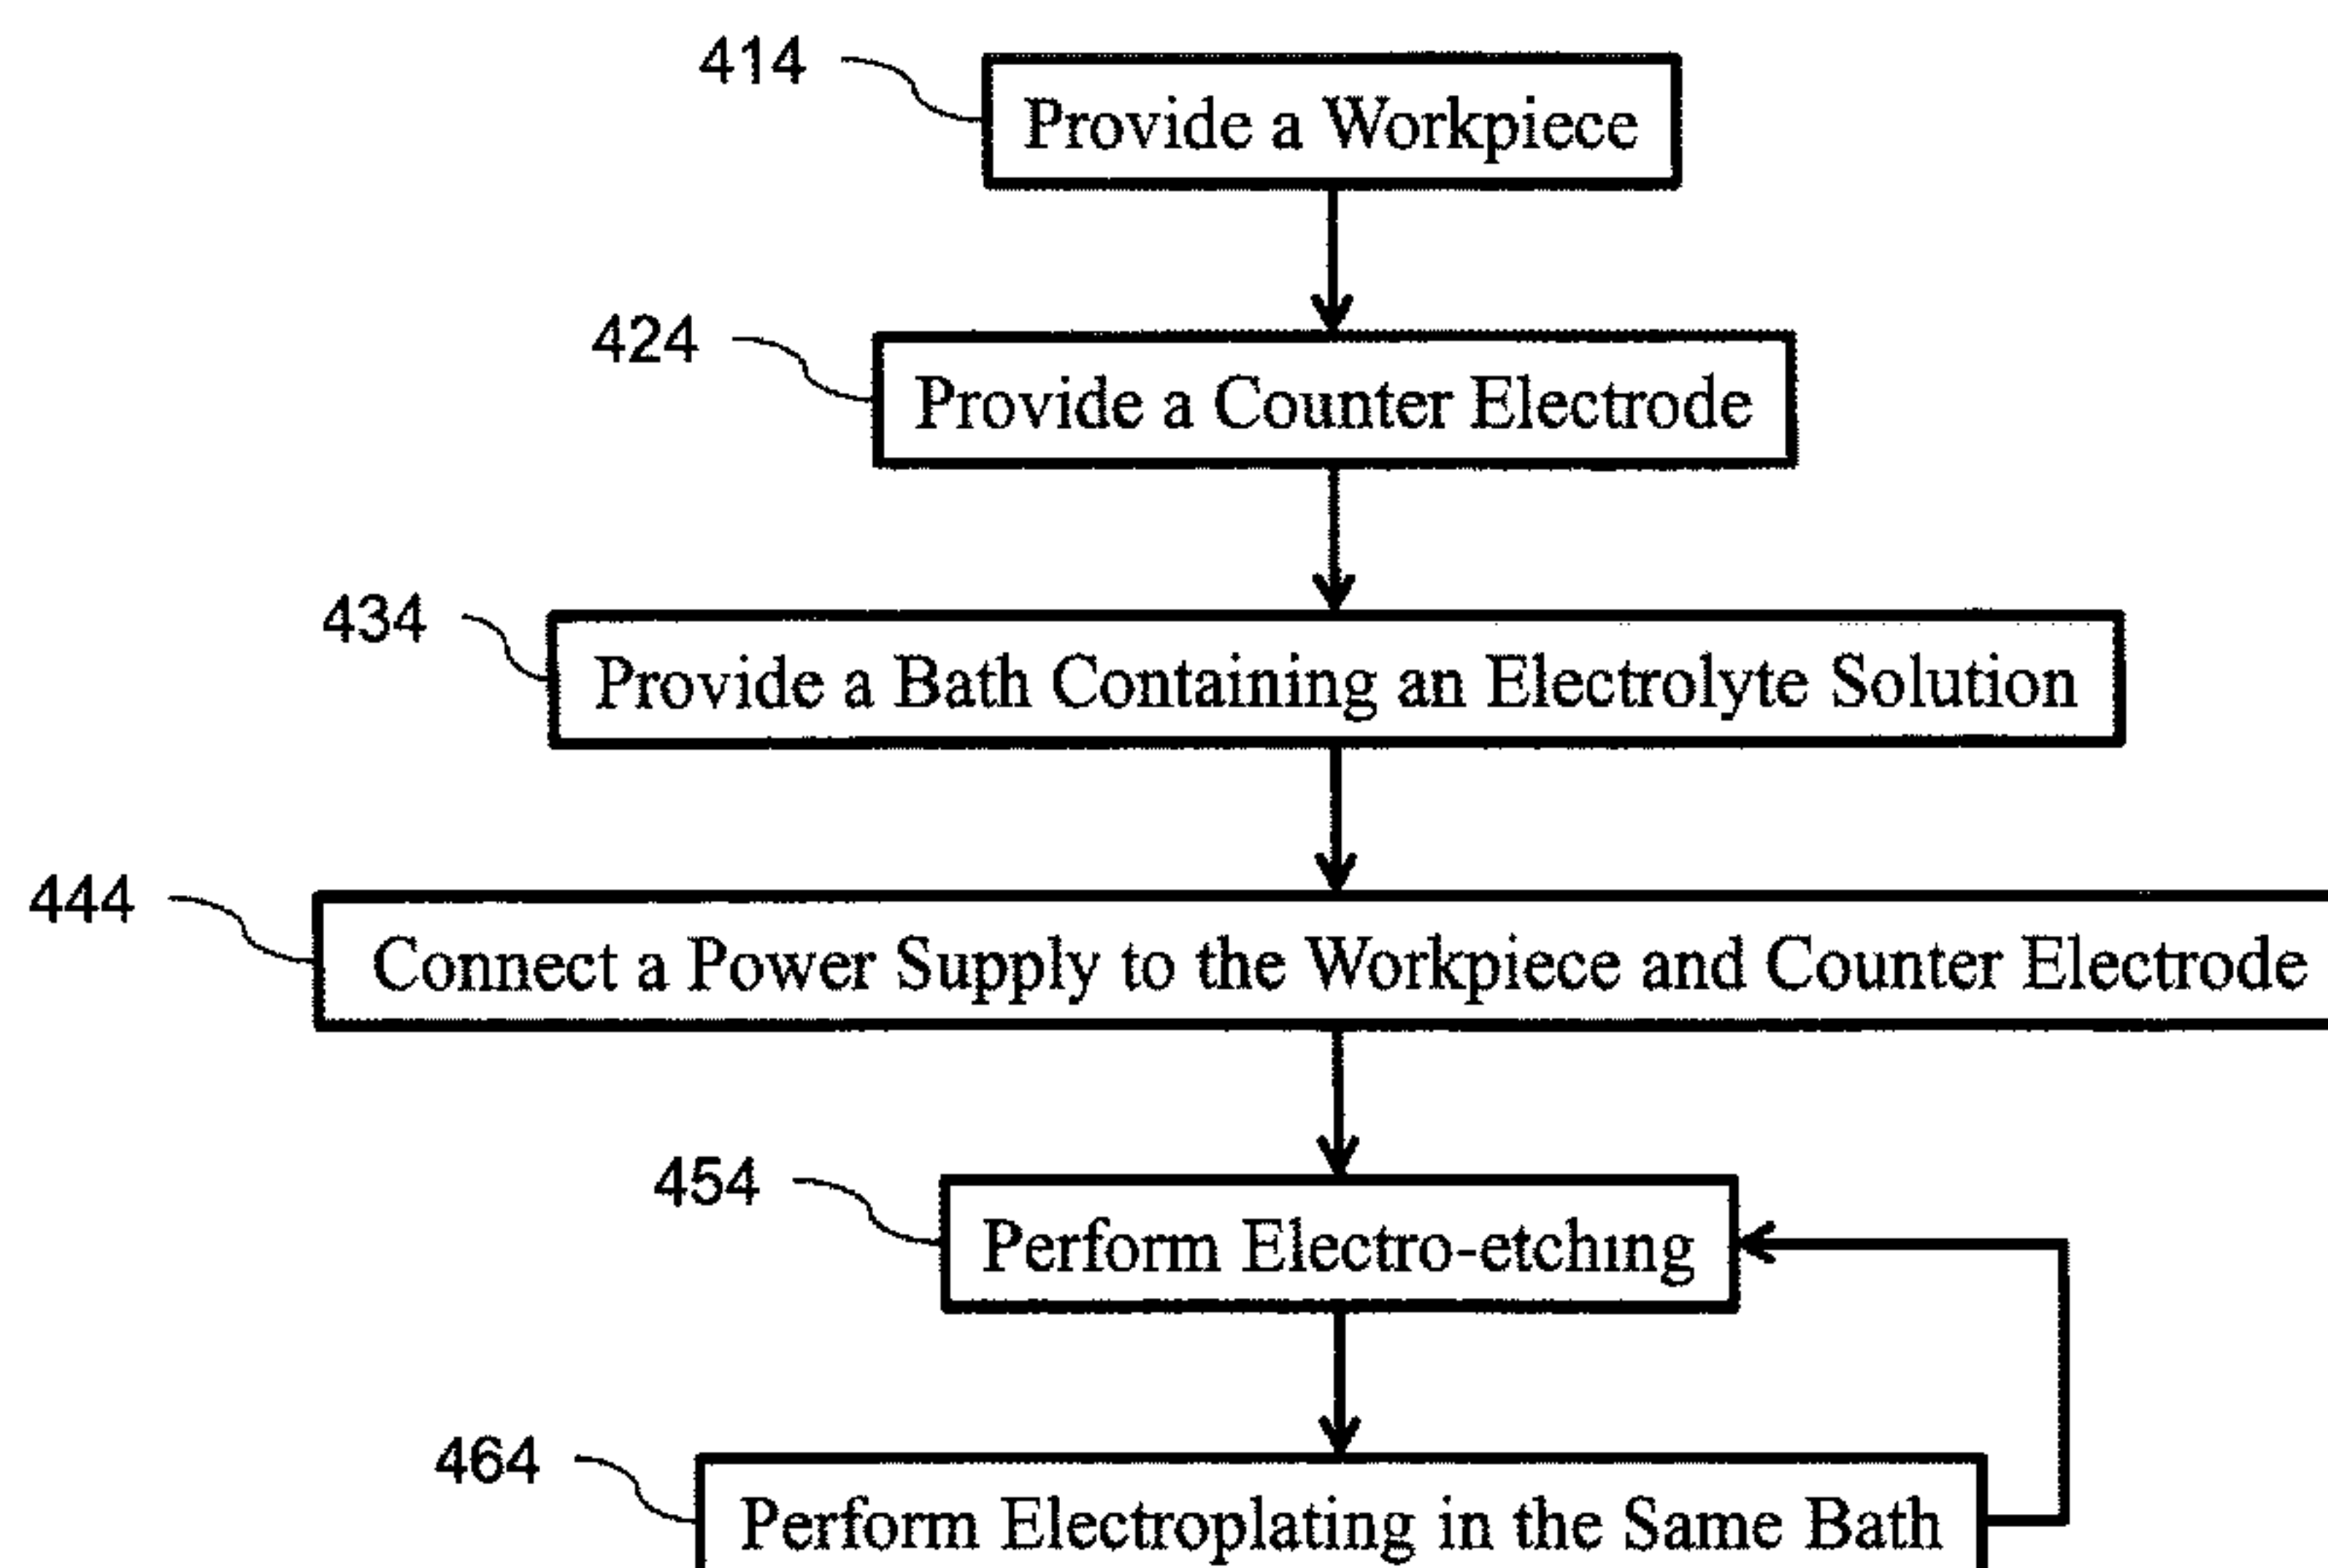 414
Provide a Workpiece
424
Provide a Counter Electrode
434
Provide a Bath Containing an Electrolyte Solution
444
Connect a Power Supply to the Workpiece and Counter Electrode
454
Perform Electro-etching
464
Perform Electroplating in the Same Bath